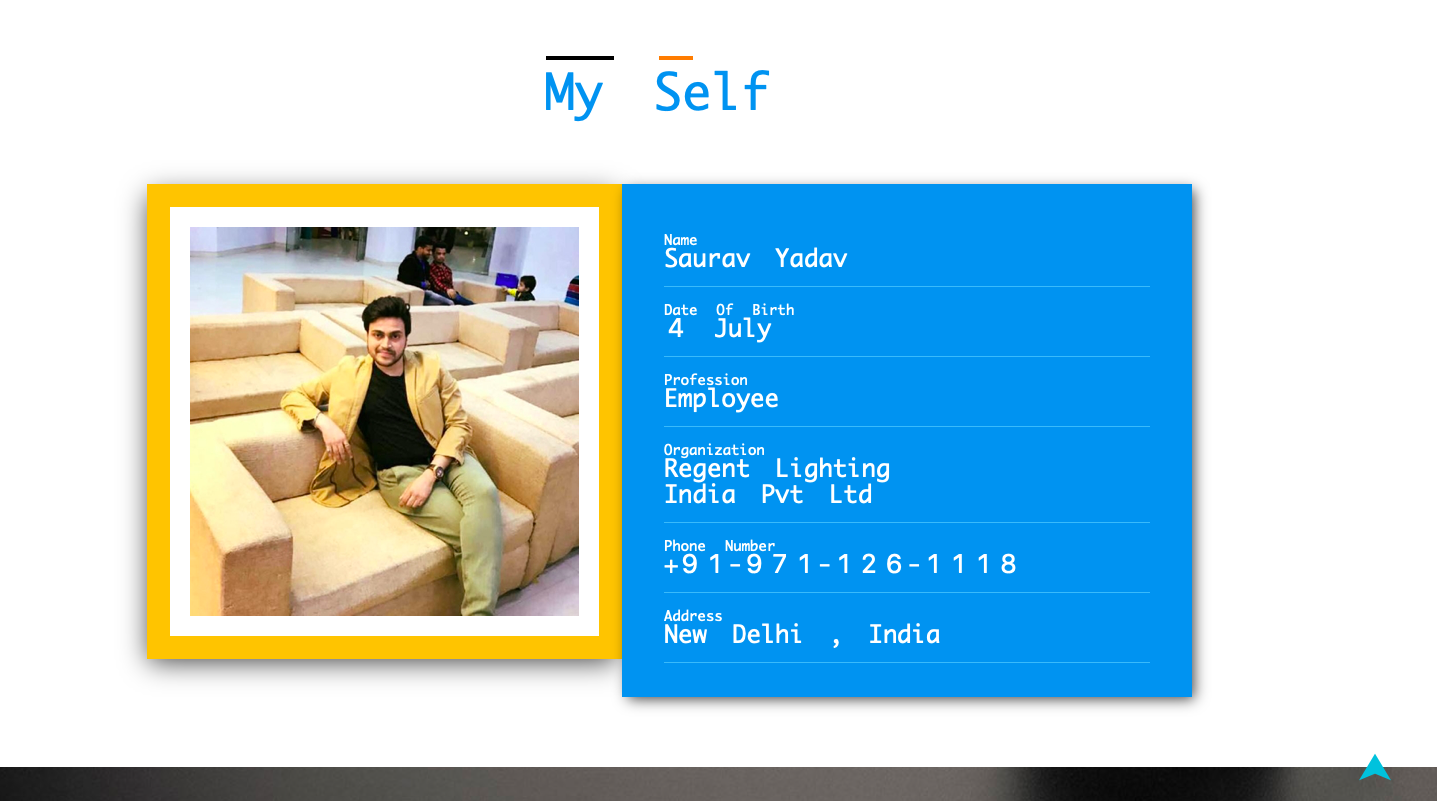 My Self
Name
Saurav Yadav
Date Of Birth
4 July
Profession
Employee
Organization
Regent Lighting
India Pvt Ltd
Phone Number
+91-971-126-1118
Address
New Delhi , India